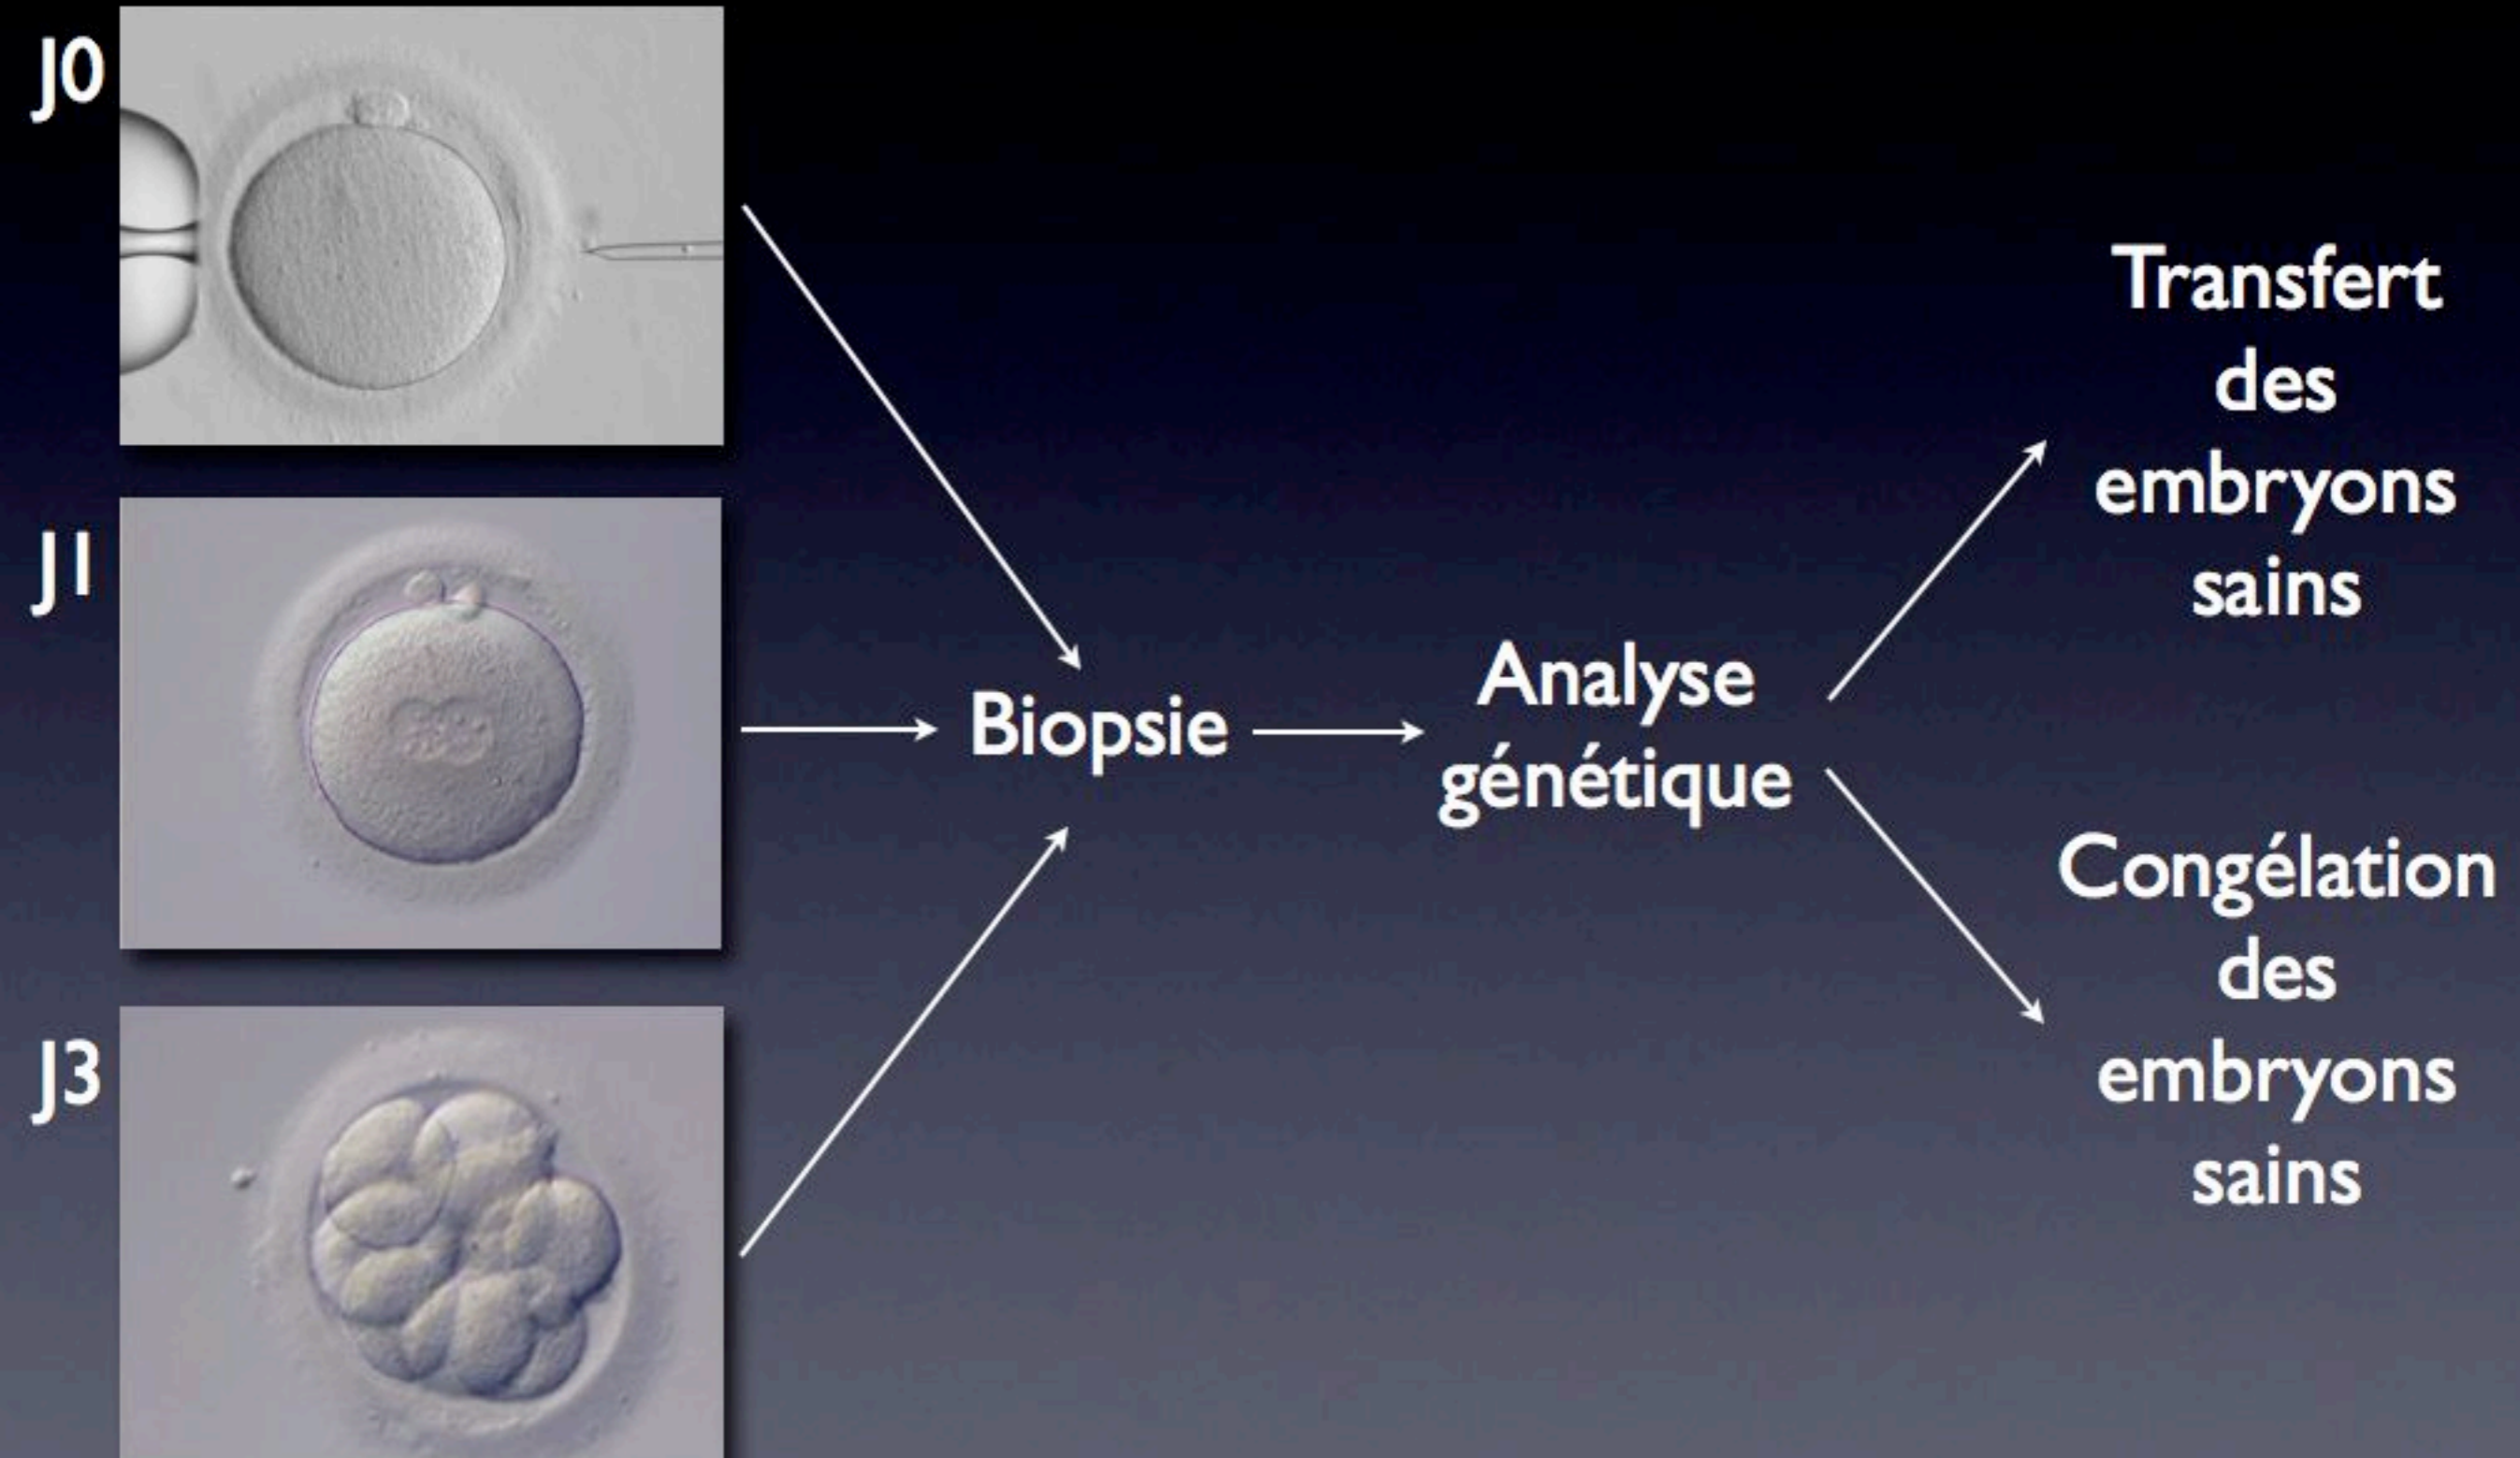 J0
J1
J3
Biopsie
Analyse
génétique
Transfert
des
embryons
sains
Congélation
des
embryons
sains